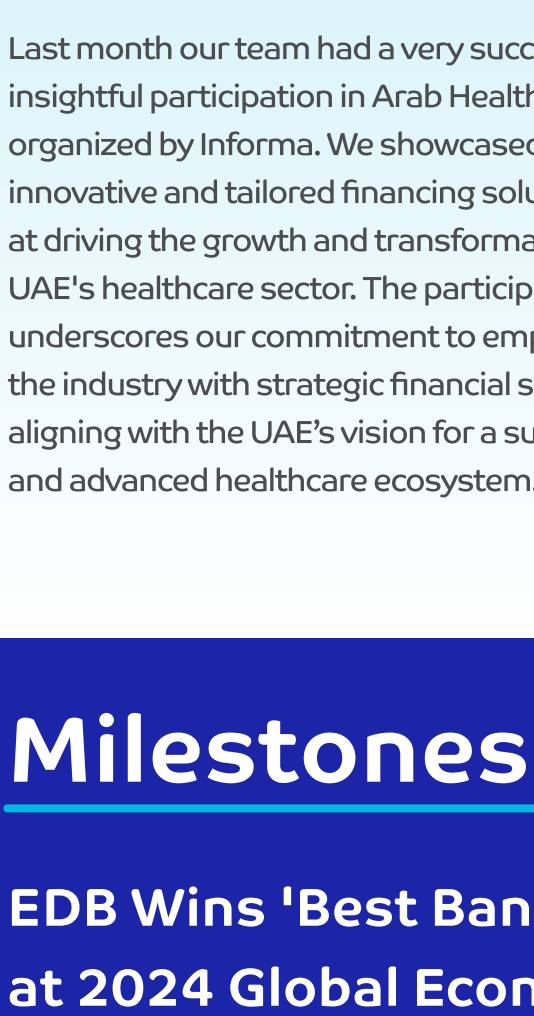 Last month our team had a very succ
insightful participation in Arab Health
organized by Informa. We showcased
innovative and tailored financing solu
at driving the growth and transforma
UAE's healthcare sector. The particip
underscores our commitment to emp
the industry with strategic financial s
aligning with the UAE’s vision for a su
and advanced healthcare ecosystem.
Milestones
EDB Wins 'Best Ban
at 2024 Global Econ